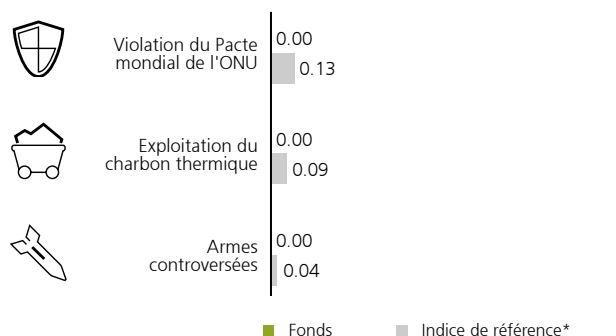 Violation du Pacte
mondial de l'ONU
0.00
0.13
Exploitation du
charbon thermique
0.00
0.09
Armes
controversées
0.00
0.04
Fonds
Indice de référence*